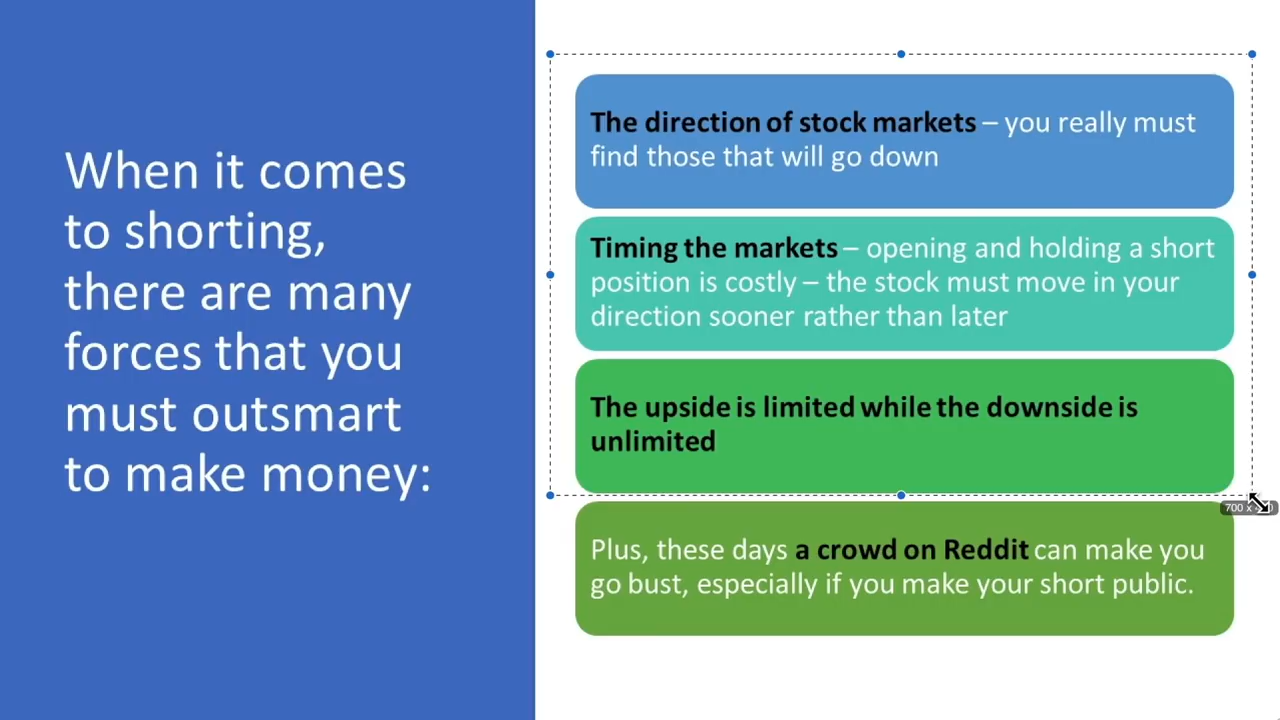 When it comes
to shorting,
there are many
forces that you
must outsmart
to make money:
The direction of stock markets – you really must
find those that will go down
Timing the markets – opening and holding a short
position is costly – the stock must move in your
direction sooner rather than later
The upside is limited while the downside is
unlimited
700 x
Plus, these days a crowd on Reddit can make you
go bust, especially if you make your short public.